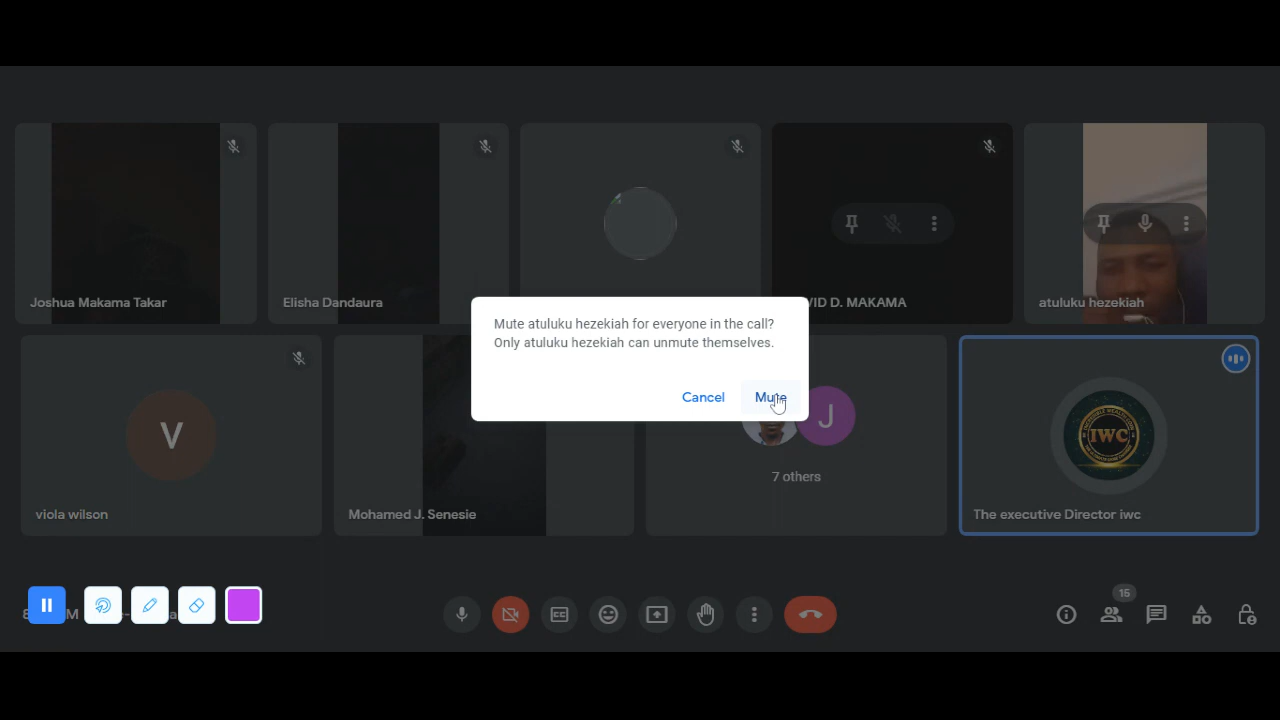 Joshua Makama Takar
Elisha Dandaura
VID D. MAKAMA
atuluku hezekiah
Mute atuluku hezekiah for everyone in the call?
Only atuluku hezekiah can unmute themselves.
Cancel
Mute
V
J
7 others
IWC
viola wilson
Mohamed J. Senesie
The executive Director iwc
CC
15